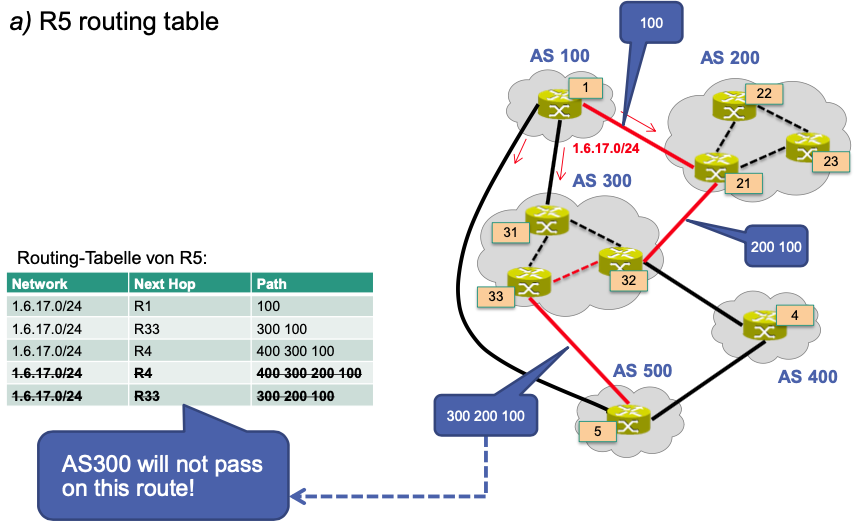 a) R5 routing table
100
AS 100
AS 200
1
22
23
21
1.6.17.0/24
AS 300
31
32
33
200 100
4
AS 400
AS 500
5
300 200 100
Routing-Tabelle von R5:
Network Next Hop Path
1.6.17.0/24 R1 100
1.6.17.0/24 R33 300 100
1.6.17.0/24 R4 400 300 100
1.6.17.0/24 R4 400 300 200 100
1.6.17.0/24 R33 300 200 100
AS300 will not pass
on this route!